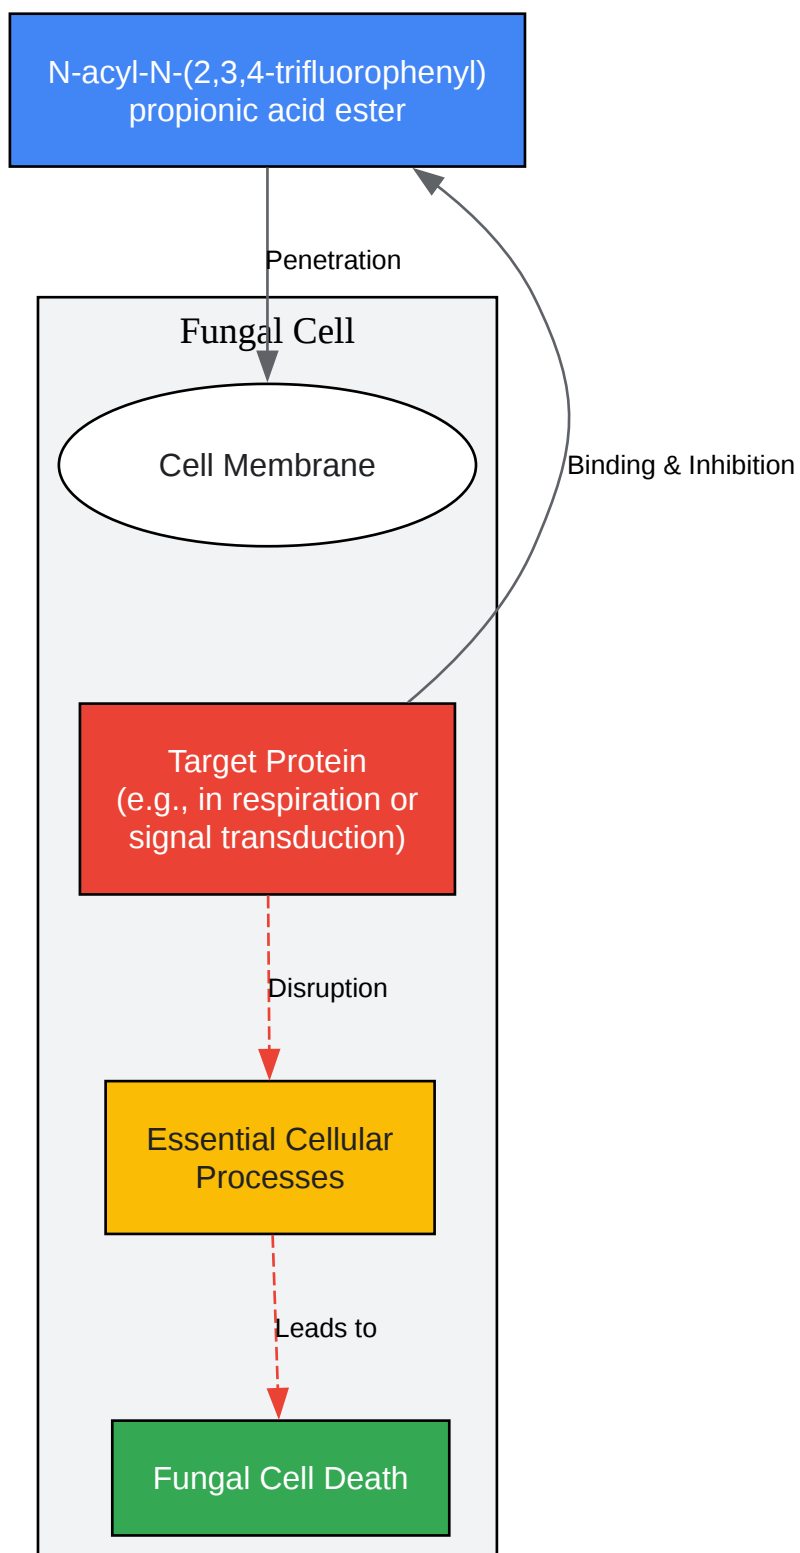 N-acyl-N-(2,3,4-trifluorophenyl)
propionic acid ester
Penetration
Fungal Cell
Cell Membrane
Binding & Inhibition
Target Protein
(e.g., in respiration or
signal transduction)
Disruption
Essential Cellular
Processes
Leads to
Fungal Cell Death